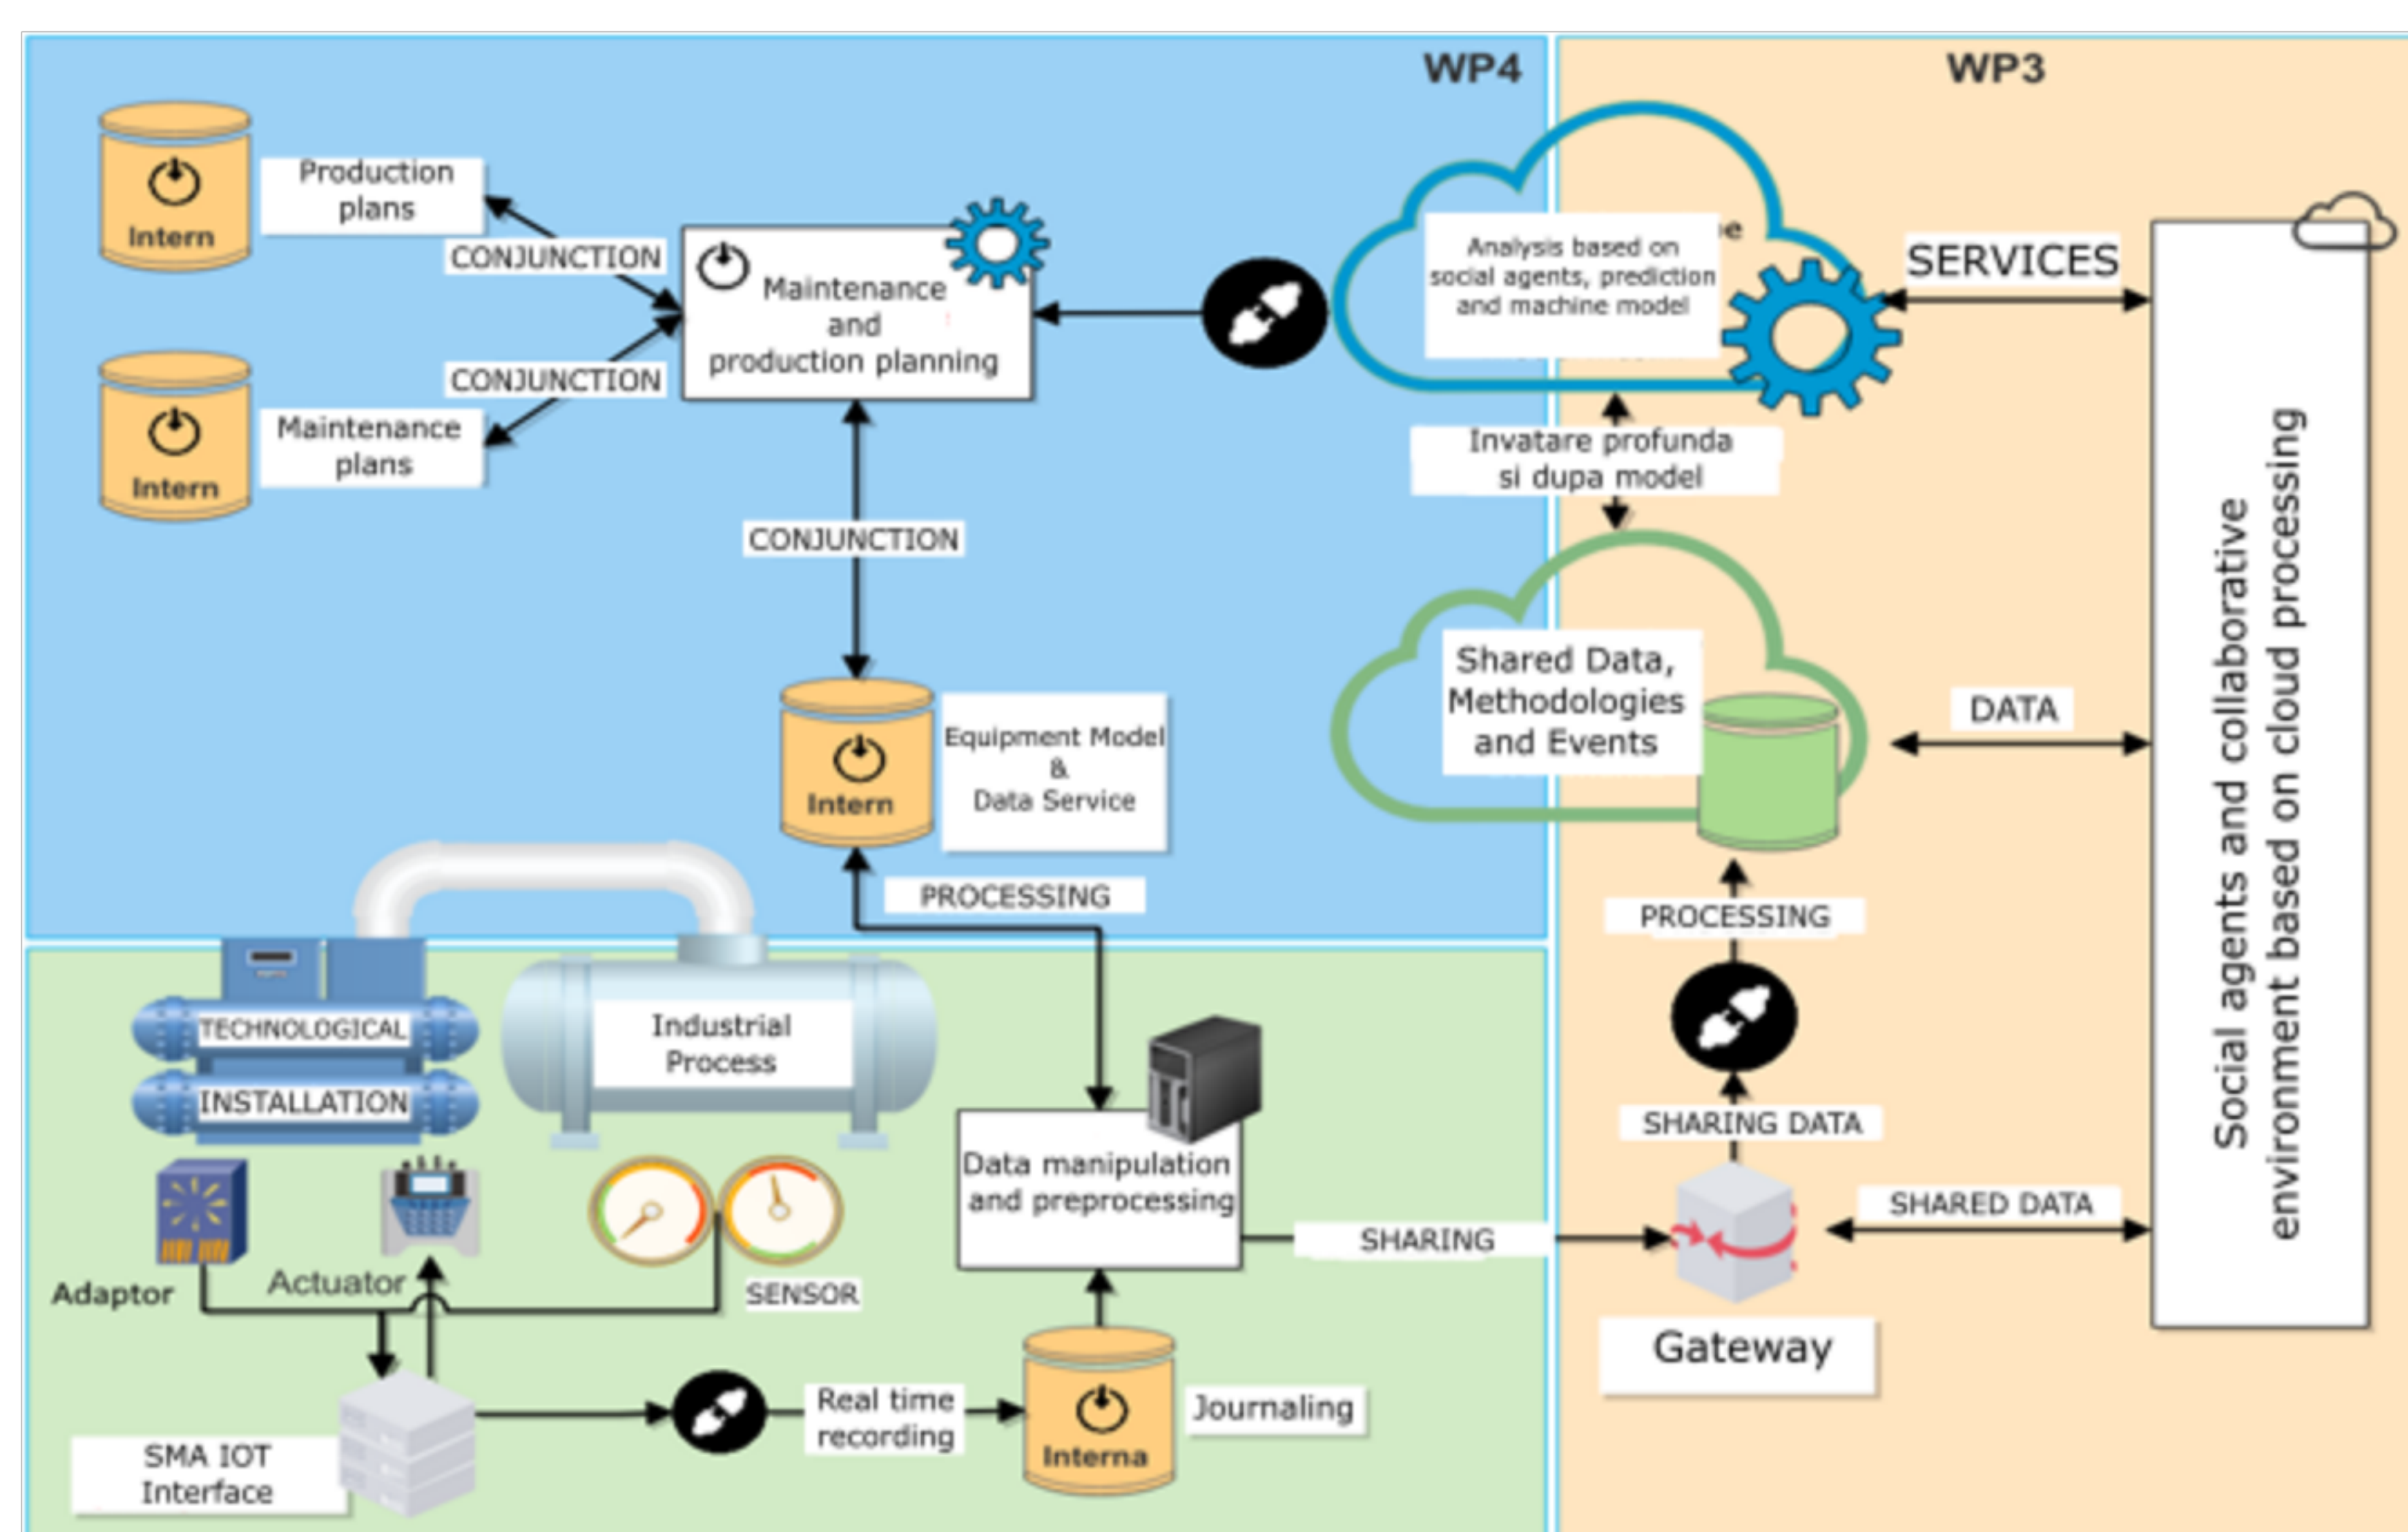 WP4
WP3
Production
plans
Intern
CONJUNCTION
Maintenance
and
production planning
Analysis based on
social agents, prediction
and machine model
SERVICES
CONJUNCTION
Maintenance
plans
Intern
Invatare profunda
si dupa model
CONJUNCTION
Shared Data,
Methodologies
and Events
DATA
Social agents and collaborative
environment based on cloud processing
Equipment Model
&
Data Service
Intern
PROCESSING
PROCESSING
TECHNOLOGICAL
INSTALLATION
Industrial
Process
SHARING DATA
Data manipulation
and preprocessing
SHARED DATA
SHARING
Adaptor
Actuator
SENSOR
Gateway
Real time
recording
Journaling
Interna
SMA IOT
Interface